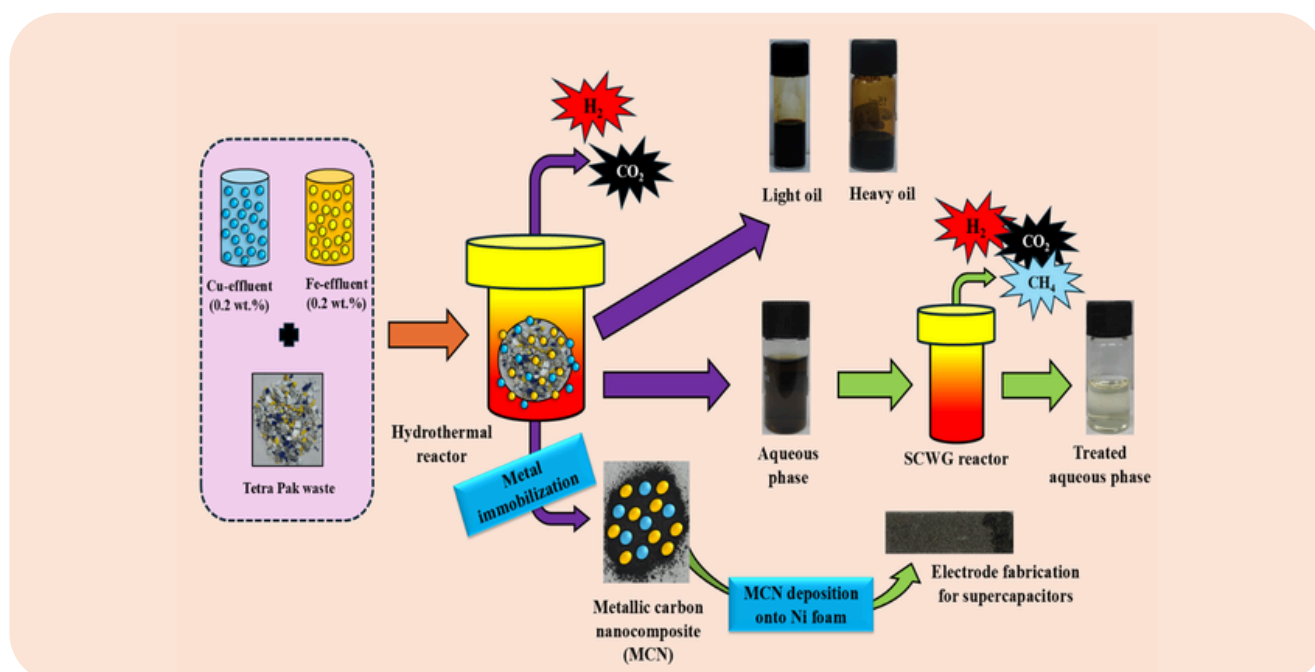 H₂
CO₂
Light oil
Heavy oil
Cu-effluent
(0.2 wt.%)
Fe-effluent
(0.2 wt.%)
Tetra Pak waste
Hydrothermal
reactor
H₂
CO₂
CH₄
Aqueous
phase
SCWG reactor
Treated
aqueous phase
Metal
immobilization
Metallic carbon
nanocomposite
(MCN)
MCN deposition
onto Ni foam
Electrode fabrication
for supercapacitors